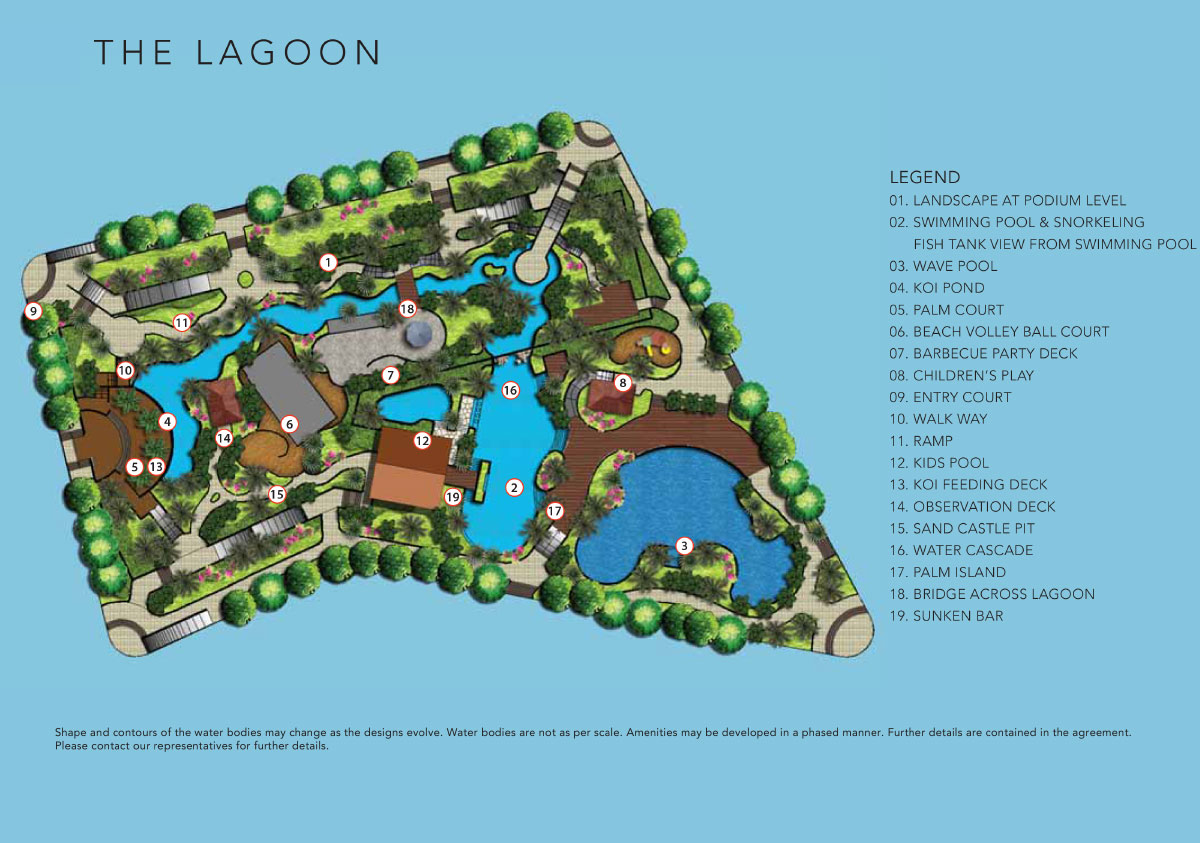 THE LAGOON
LEGEND
01. LANDSCAPE AT PODIUM LEVEL
02. SWIMMING POOL & SNORKELING
FISH TANK VIEW FROM SWIMMING POOL
03. WAVE POOL
04. KOI POND
05. PALM COURT
06. BEACH VOLLEY BALL COURT
07. BARBECUE PARTY DECK
08. CHILDREN'S PLAY
09. ENTRY COURT
10. WALK WAY
11. RAMP
12. KIDS POOL
13. KOI FEEDING DECK
14. OBSERVATION DECK
15. SAND CASTLE PIT
16. WATER CASCADE
17. PALM ISLAND
18. BRIDGE ACROSS LAGOON
19. SUNKEN BAR
1
9
18
11
10
7
8
16
4
6
14
12
5 13
2
15
19
17
3
Shape and contours of the water bodies may change as the designs evolve. Water bodies are not as per scale. Amenities may be developed in a phased manner. Further details are contained in the agreement.
Please contact our representatives for further details.